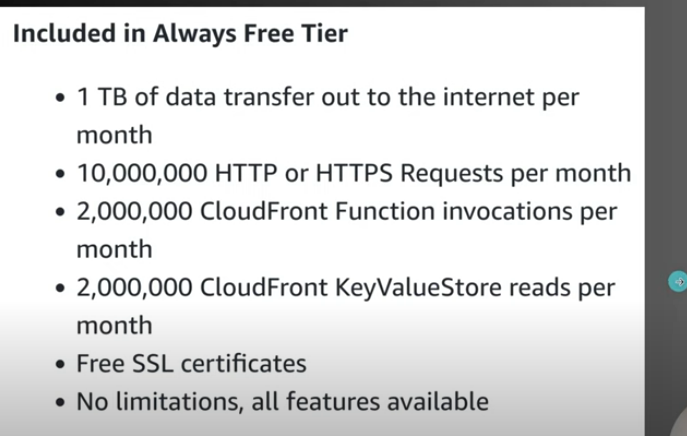 Included in Always Free Tier
• 1 TB of data transfer out to the internet per
month
• 10,000,000 HTTP or HTTPS Requests per month
• 2,000,000 CloudFront Function invocations per
month
• 2,000,000 CloudFront KeyValueStore reads per
month
• Free SSL certificates
• No limitations, all features available